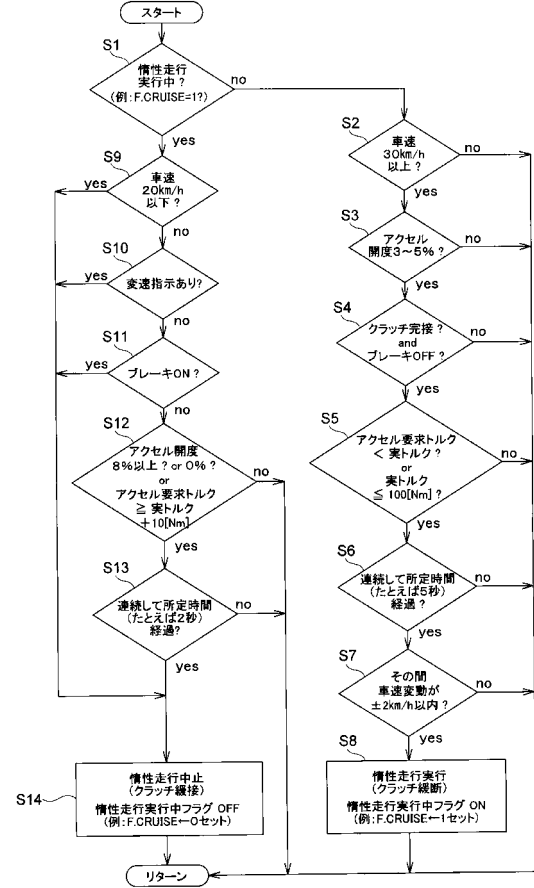 スタート
S1
惰性走行
実行中?
(例:F.CRUISE=1?)
no
yes
S9
車速
20km/h
以下?
yes
no
S10
変速指示あり?
yes
no
S11
ブレーキON?
yes
no
S12
アクセル開度
8%以上?or 0%?
or
アクセル要求トルク
≧ 実トルク
+10[Nm]
no
yes
S13
連続して所定時間
(たとえば2秒)
経過?
no
yes
S14
惰性走行中止
(クラッチ緩接)
惰性走行実行中フラグ OFF
(例:F.CRUISE←0セット)
S2
車速
30km/h
以上?
no
yes
S3
アクセル
開度3~5%?
no
yes
S4
クラッチ完接?
and
ブレーキOFF?
no
yes
S5
アクセル要求トルク
< 実トルク?
or
実トルク
≦ 100[Nm]?
no
yes
S6
連続して所定時間
(たとえば5秒)
経過?
no
yes
S7
その間
車速変動が
±2km/h以内?
no
yes
S8
惰性走行実行
(クラッチ緩断)
惰性走行実行中フラグ ON
(例:F.CRUISE←1セット)
リターン